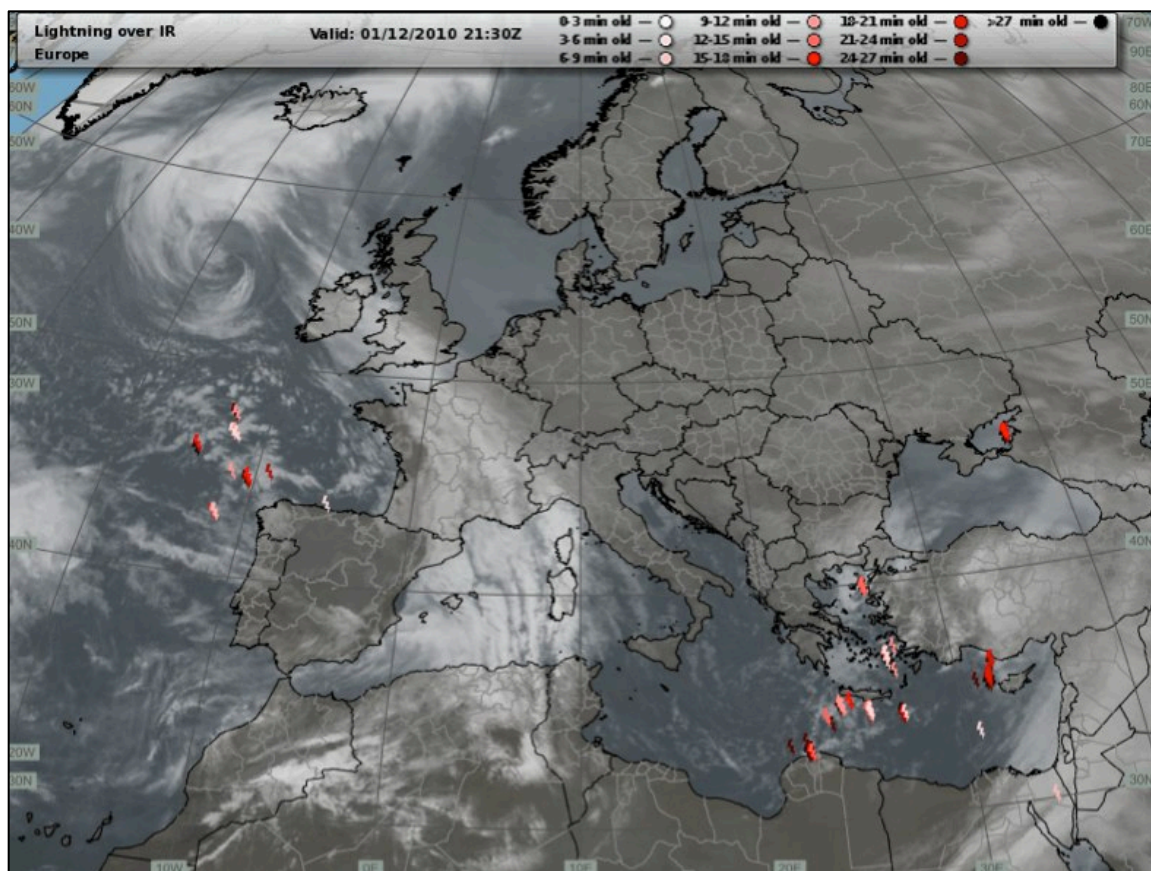 Lightning over IR
Europe
Valid: 01/12/2010 21:30Z
0-3 min old — 9-12 min old — 18-21 min old — >27 min old —
3-6 min old — 12-15 min old — 21-24 min old —
6-9 min old — 15-18 min old — 24-27 min old —
60W
60N
50W
40W
50N
30W
40N
20W
30N
10W
0E
10E
20E
30E
90E
80E
60N
70E
60E
50N
50E
40N
40E
30N